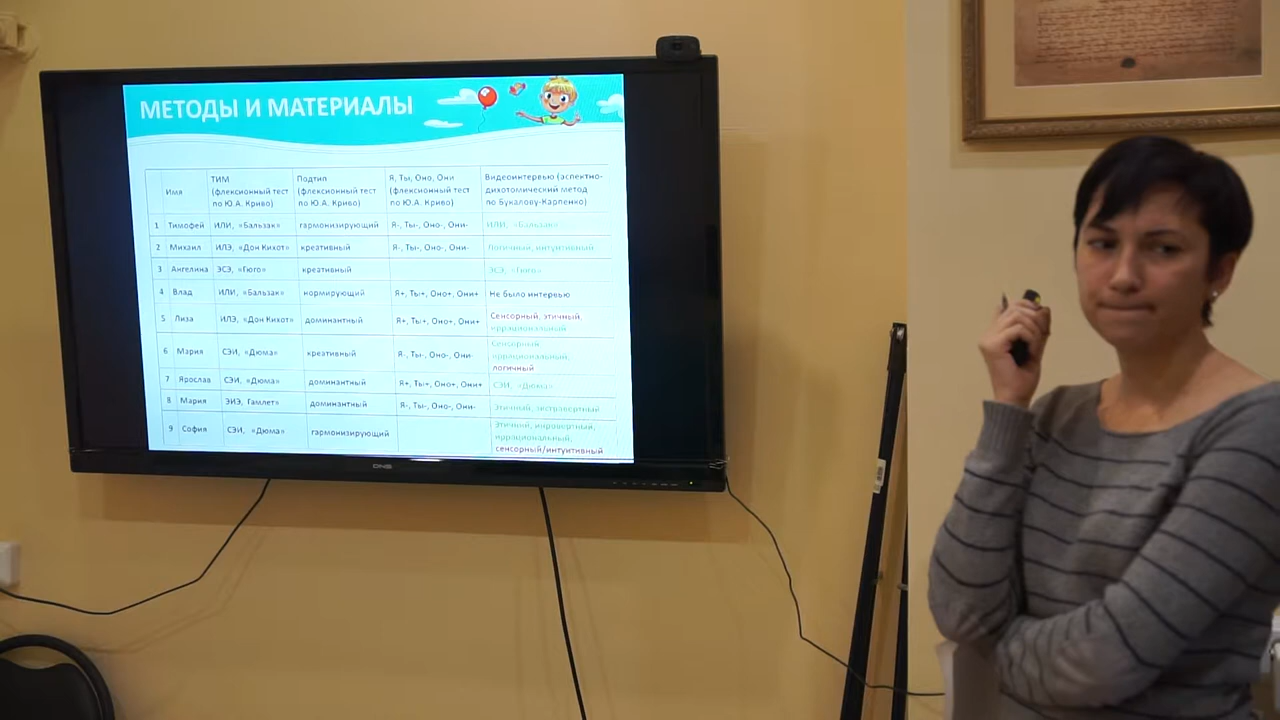 МЕТОДЫ И МАТЕРИАЛЫ
Имя
ТИМ
(флексионный тест
по Ю.А. Криво)
Подтип
(флексионный тест
по Ю.А. Криво)
Я, Ты, Оно, Они
(флексионный тест
по Ю.А. Криво)
Видеоинтервью (аспектно-
дихотомический метод
по Букалову-Карпенко)
1 Тимофей ИЛИ, «Бальзак» гармонизирующий Я-, Ты-, Оно-, Они- ИЛИ, «Бальзак»
2 Михаил ИЛЭ, «Дон Кихот» креативный Я-, Ты-, Оно-, Они- Логичный, интуитивный
3 Ангелина ЭСЭ, «Гюго» креативный ЭСЭ, «Гюго»
4 Влад ИЛИ, «Бальзак» нормирующий Я+, Ты+, Оно+, Они+ Не было интервью
5 Лиза ИЛЭ, «Дон Кихот» доминантный Я+, Ты+, Оно+, Они+ Сенсорный, этичный,
иррациональный
6 Мария СЭИ, «Дюма» креативный Я-, Ты-, Оно-, Они- Сенсорный,
иррациональный,
логичный
7 Ярослав СЭИ, «Дюма» доминантный Я+, Ты+, Оно+, Они+ СЭИ, «Дюма»
8 Мария ЭИЭ, Гамлет» доминантный Я-, Ты-, Оно-, Они- Этичный, экстравертный
9 София СЭИ, «Дюма» гармонизирующий Этичный, интровертный,
иррациональный,
сенсорный/интуитивный
DNS